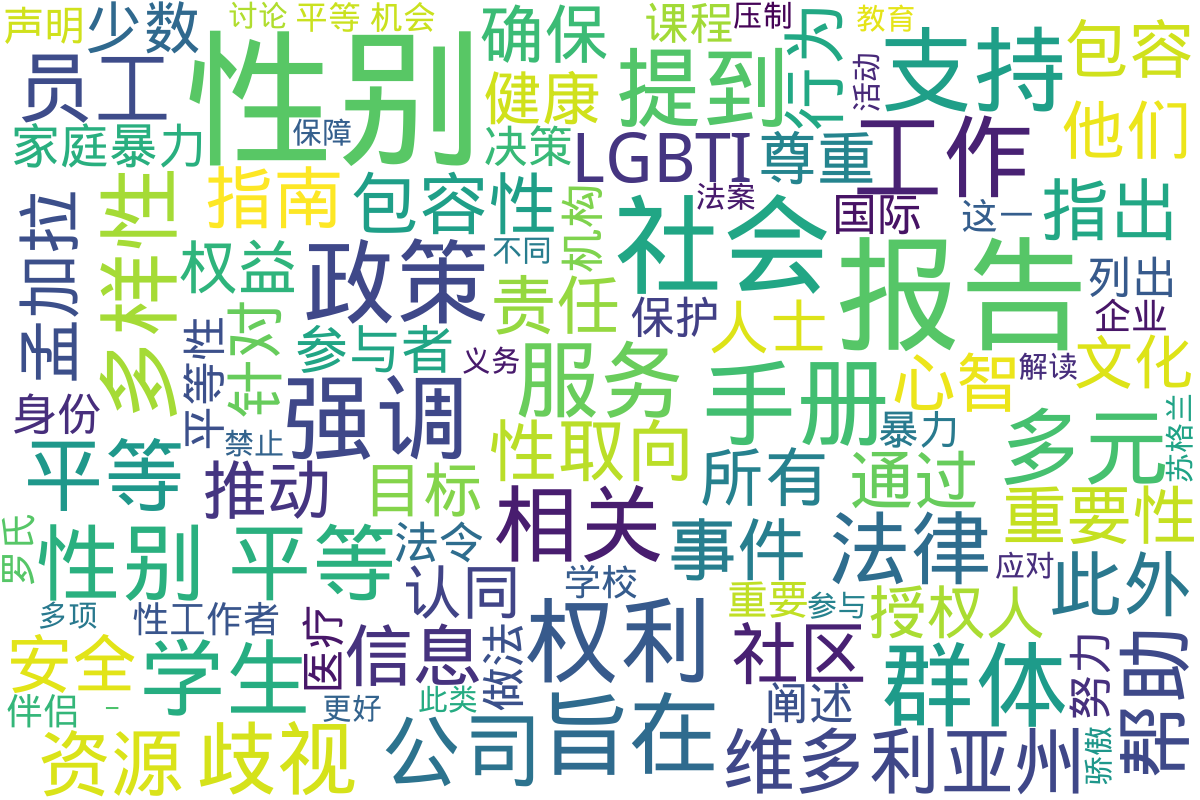 声明
少数
讨论
平等 机会
性别
确保
课程
压制
行为
教育
包容
员工
健康
提到
活动
支持
他们
家庭暴力
保障
决策
LGBTI
尊重
工作
指南
包容性
法案
国际
这一
指出
孟加拉
多样性
权益
政策
不同
机构
社会
报告
列出
责任
保护
人士
企业
针对
参与者
平等性
义务
服务
手册
心智
解读
文化
身份
强调
禁止
性取向
暴力
多元
苏格兰
平等
推动
目标
所有
通过
重要性
罗氏
性别 平等
法令
相关
事件
法律
应对
此外
多项
性工作者
认同
学校
重要
参与
授权人
安全
学生
医疗
信息
做法
权利
社区
群体
努力
帮助
伴侣
–
更好
此类
阐述
资源
歧视
公司
旨在
维多利亚州
骄傲